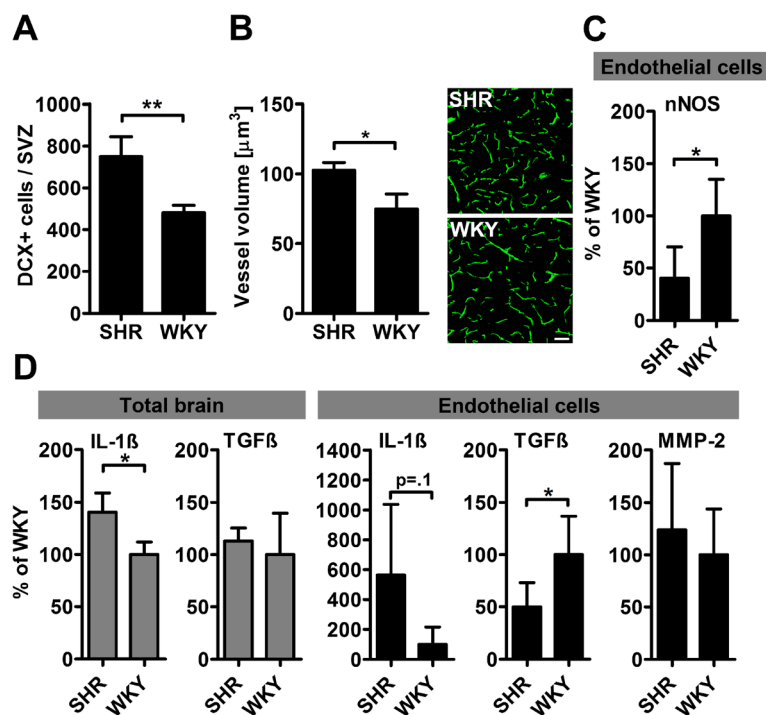 A
DCX+ cells / SVZ
1000
800
600
400
200
0
**
SHR
WKY
B
Vessel volume [µm³]
150
100
50
0
*
SHR
WKY
SHR
WKY
C
Endothelial cells
nNOS
% of WKY
200
150
100
50
0
*
SHR
WKY
D
Total brain
IL-1ß
% of WKY
200
150
100
50
0
*
SHR
WKY
TGFß
200
150
100
50
0
SHR
WKY
Endothelial cells
IL-1ß
1400
1200
1000
800
600
400
200
0
p=.1
SHR
WKY
TGFß
200
150
100
50
0
*
SHR
WKY
MMP-2
200
150
100
50
0
SHR
WKY